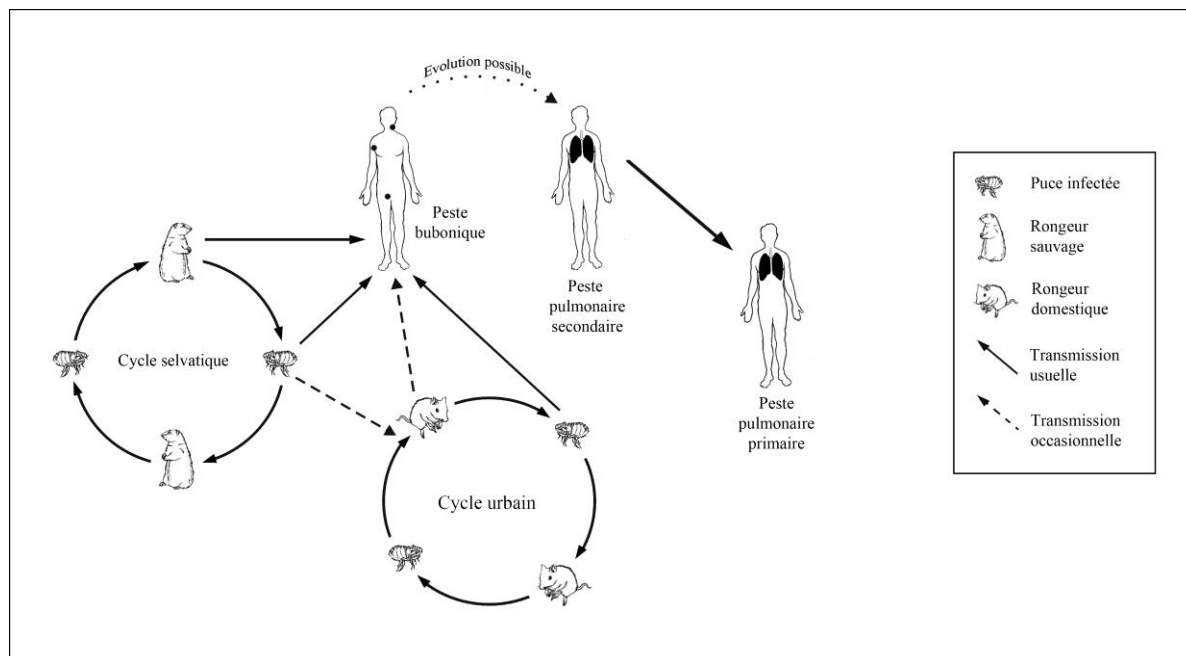 Evolution possible
Peste
bubonique
Peste
pulmonaire
secondaire
Peste
pulmonaire
primaire
Cycle selvatique
Cycle urbain
Puce infectée
Rongeur
sauvage
Rongeur
domestique
Transmission
usuelle
Transmission
occasionnelle